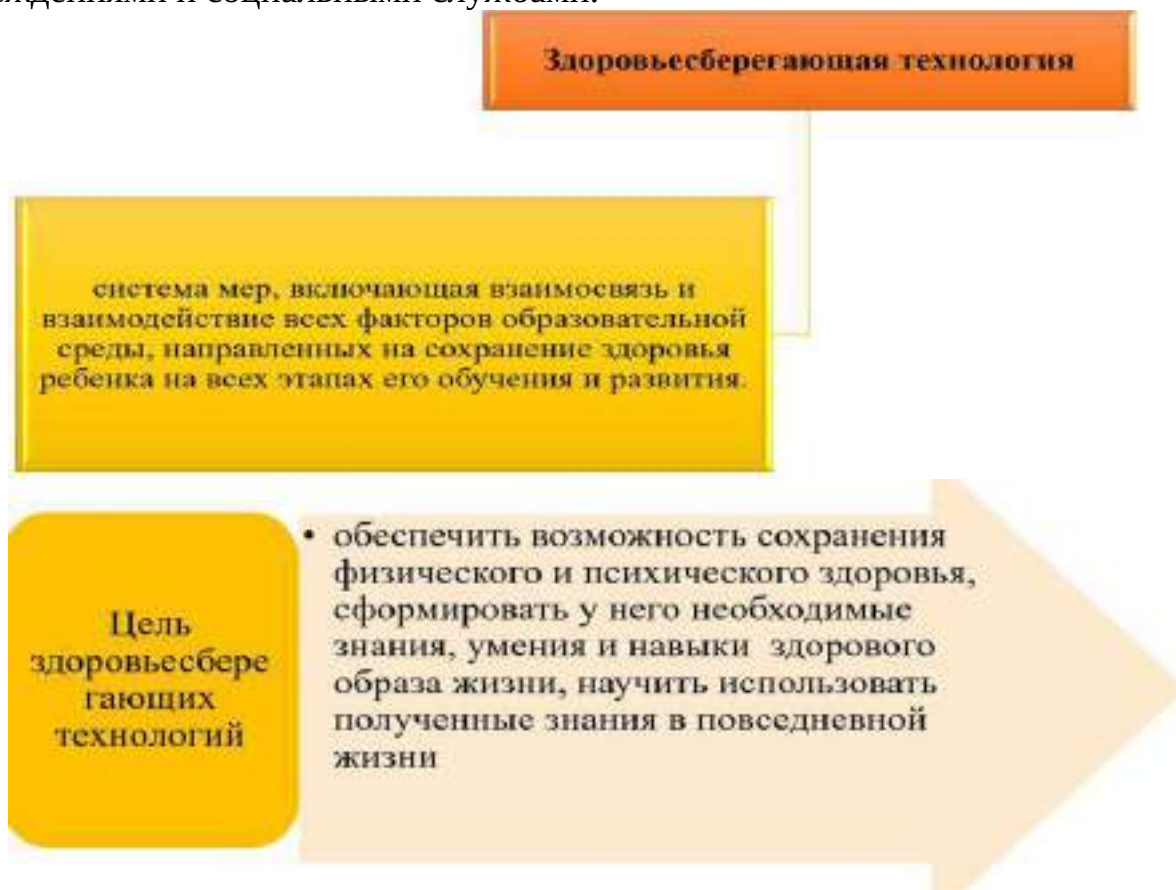 и социальными службами.
Здоровьесберегающая технология
система мер, включающая взаимосвязь и
взаимодействие всех факторов образовательной
среды, направленных на сохранение здоровья
ребенка на всех этапах его обучения и развития.
Цель
здоровьесбере
гающих
технологий
• обеспечить возможность сохранения
физического и психического здоровья,
сформировать у него необходимые
знания, умения и навыки здорового
образа жизни, научить использовать
полученные знания в повседневной
жизни